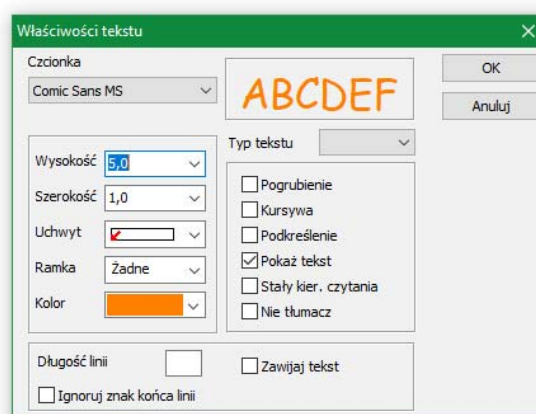 Właściwości tekstu
Czcionka
Comic Sans MS
ABCDEF
OK
Anuluj
Typ tekstu
Wysokość 5,0
Szerokość 1,0
Uchwyt
Ramka Żadne
Kolor
Pogrubienie
Kursywa
Podkreślenie
Pokaż tekst
Stały kier. czytania
Nie tłumacz
Długość linii
Zawijaj tekst
Ignoruj znak końca linii